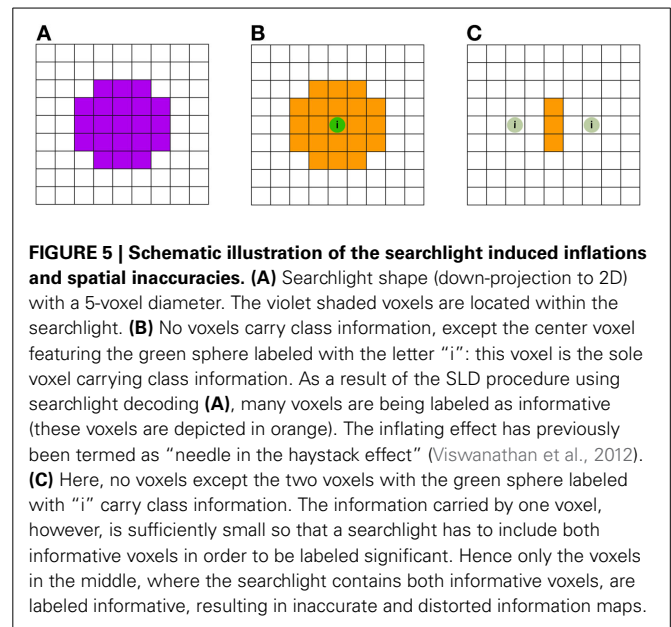 A B C
i i i
FIGURE 5 | Schematic illustration of the searchlight induced inflations
and spatial inaccuracies. (A) Searchlight shape (down-projection to 2D)
with a 5-voxel diameter. The violet shaded voxels are located within the
searchlight. (B) No voxels carry class information, except the center voxel
featuring the green sphere labeled with the letter “i”: this voxel is the sole
voxel carrying class information. As a result of the SLD procedure using
searchlight decoding (A), many voxels are being labeled as informative
(these voxels are depicted in orange). The inflating effect has previously
been termed as “needle in the haystack effect” (Viswanathan et al., 2012).
(C) Here, no voxels except the two voxels with the green sphere labeled
with “i” carry class information. The information carried by one voxel,
however, is sufficiently small so that a searchlight has to include both
informative voxels in order to be labeled significant. Hence only the voxels
in the middle, where the searchlight contains both informative voxels, are
labeled informative, resulting in inaccurate and distorted information maps.